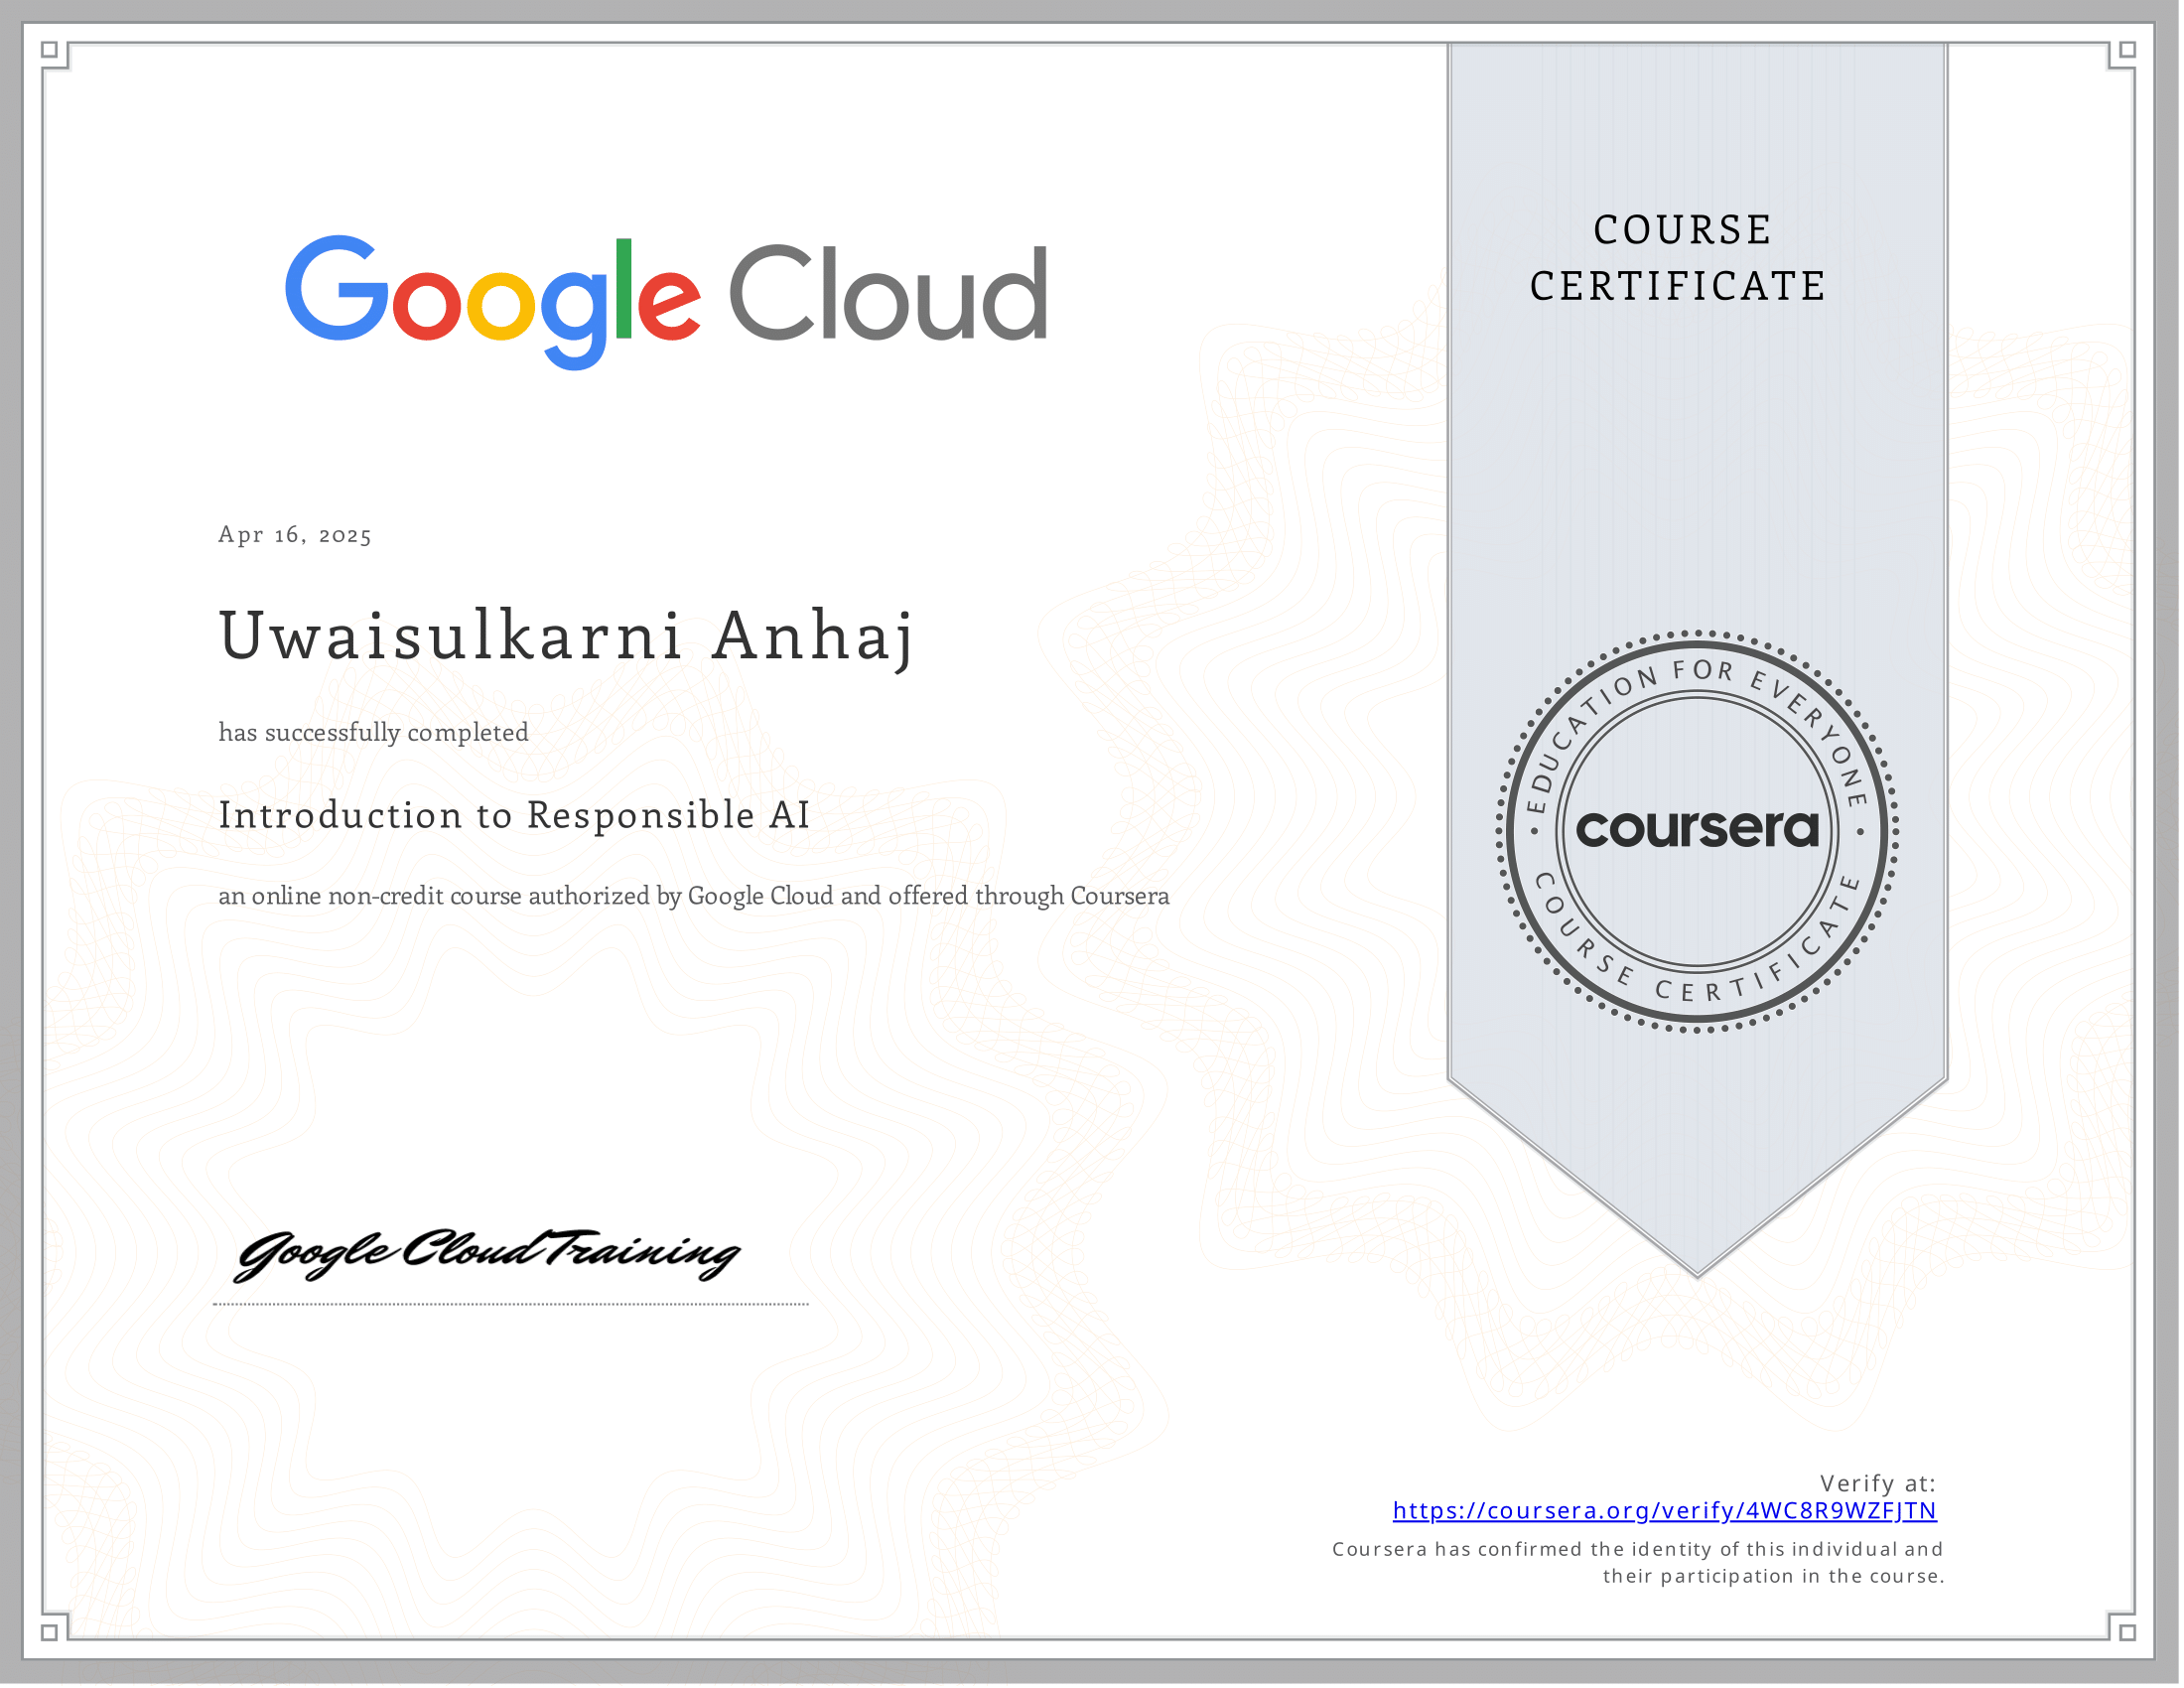 Google Cloud
COURSE
CERTIFICATE
Apr 16, 2025
Uwaisulkarni Anhaj
has successfully completed
Introduction to Responsible AI
an online non-credit course authorized by Google Cloud and offered through Coursera
EDUCATION FOR EVERYONE
coursera
COURSE CERTIFICATE
Google Cloud Training
Verify at:
https://coursera.org/verify/4WC8R9WZFJTN
Coursera has confirmed the identity of this individual and
their participation in the course.